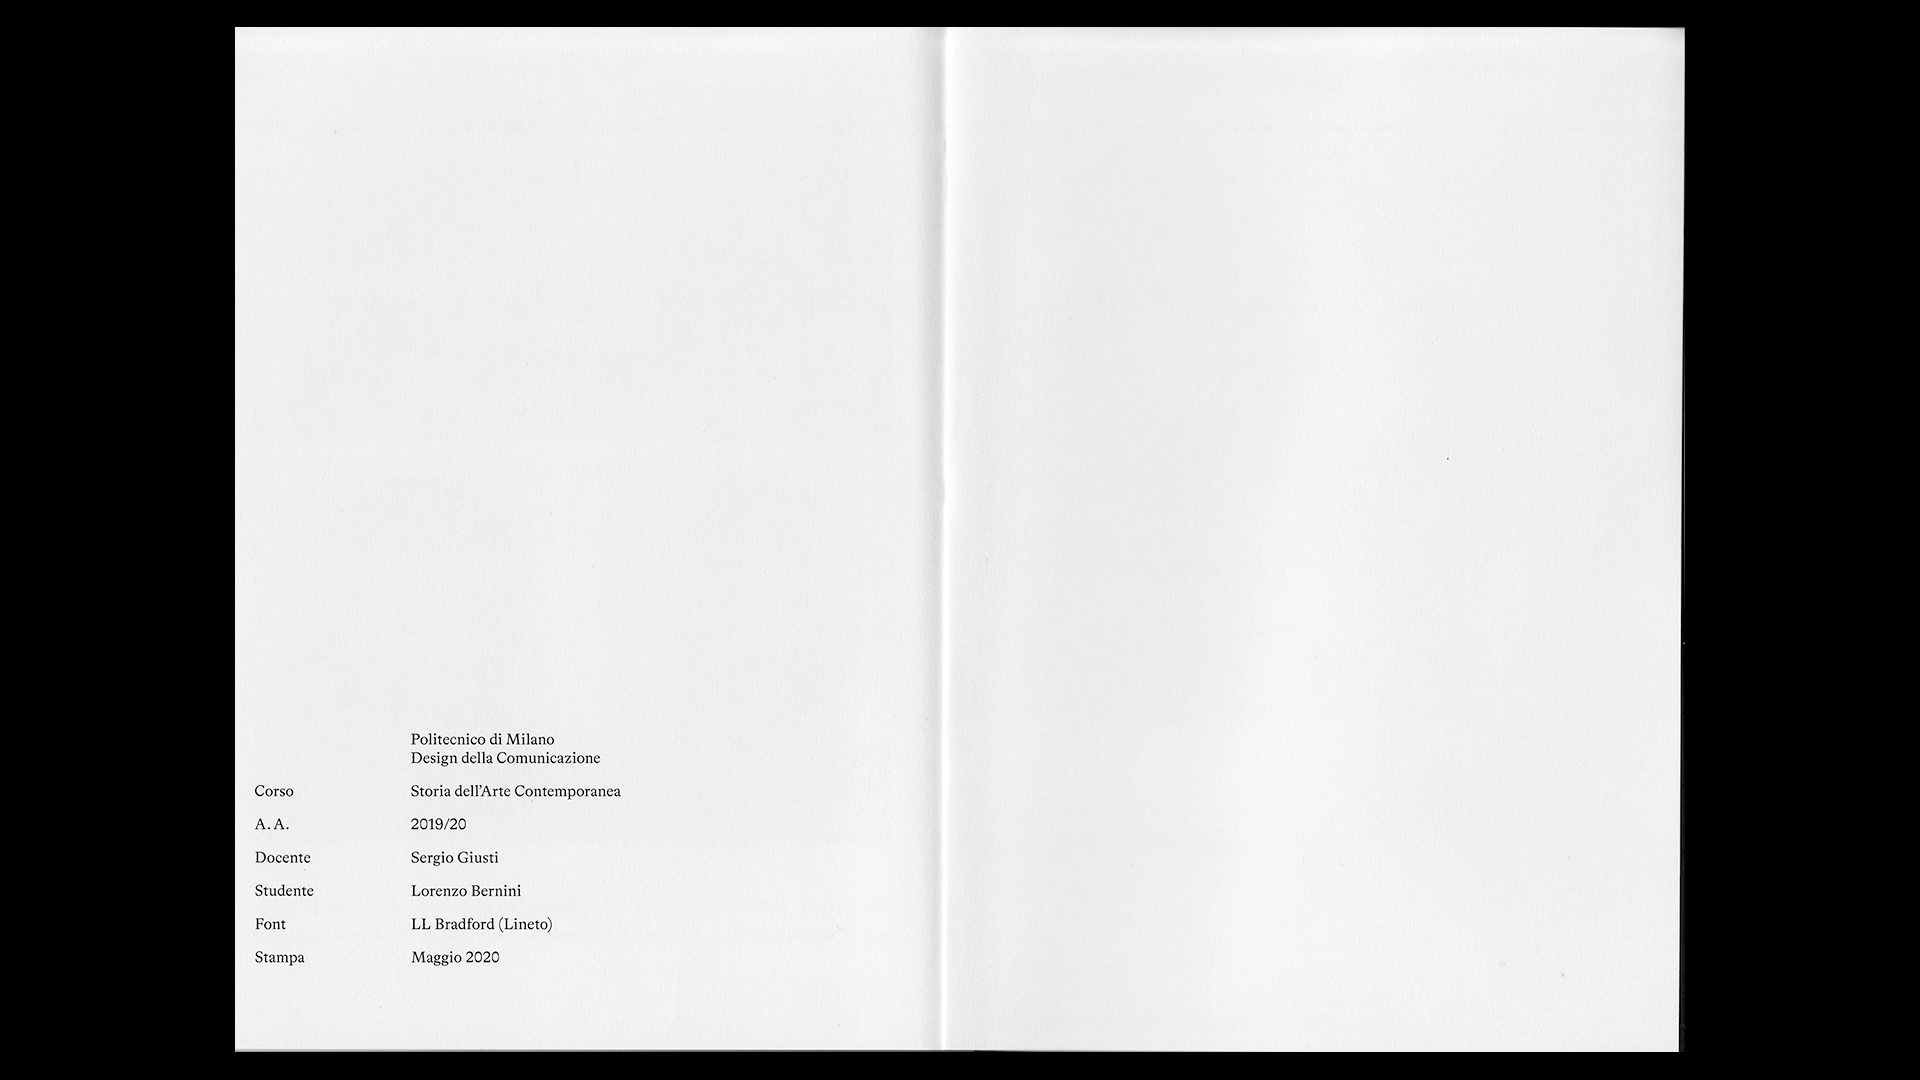 Politecnico di Milano
Design della Comunicazione
Corso Storia dell’Arte Contemporanea
A. A. 2019/20
Docente Sergio Giusti
Studente Lorenzo Bernini
Font LL Bradford (Lineto)
Stampa Maggio 2020